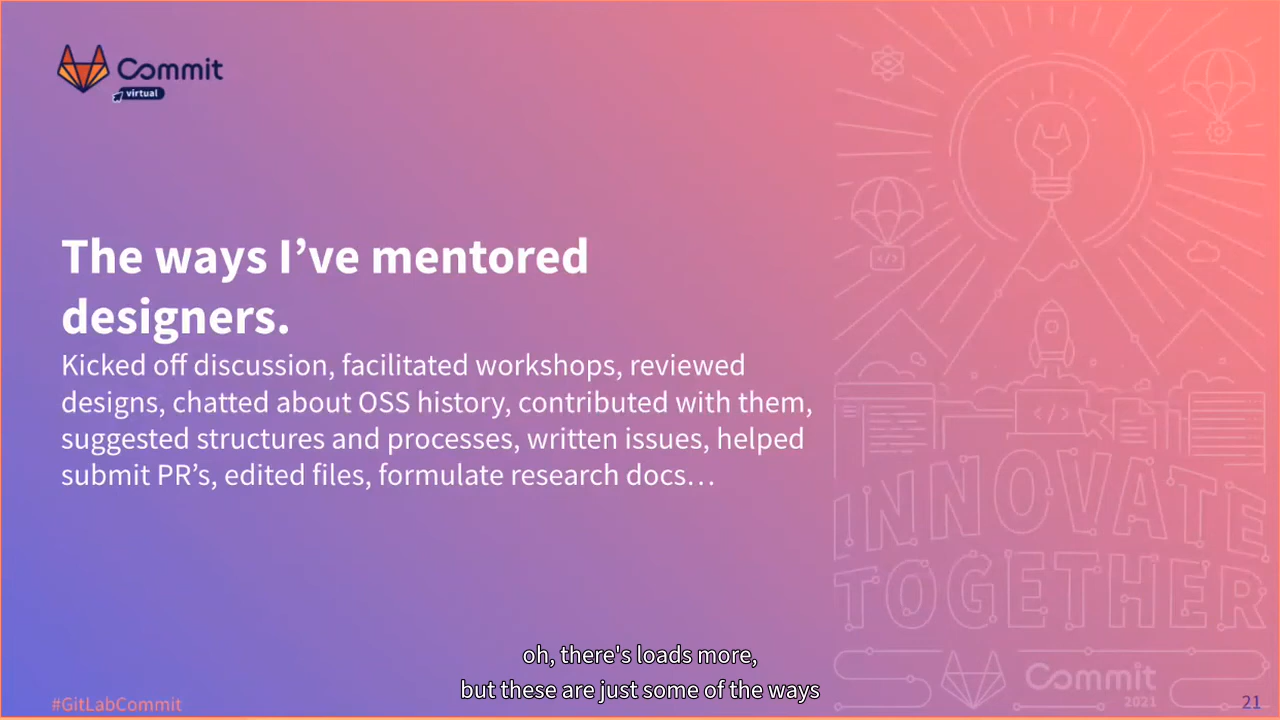 Commit
virtual
The ways I’ve mentored
designers.
Kicked off discussion, facilitated workshops, reviewed
designs, chatted about OSS history, contributed with them,
suggested structures and processes, written issues, helped
submit PR’s, edited files, formulate research docs…
</>
</>
INNOVATE
TOGETHER
Commit
2021
oh, there's loads more,
but these are just some of the ways
#GitLabCommit
21